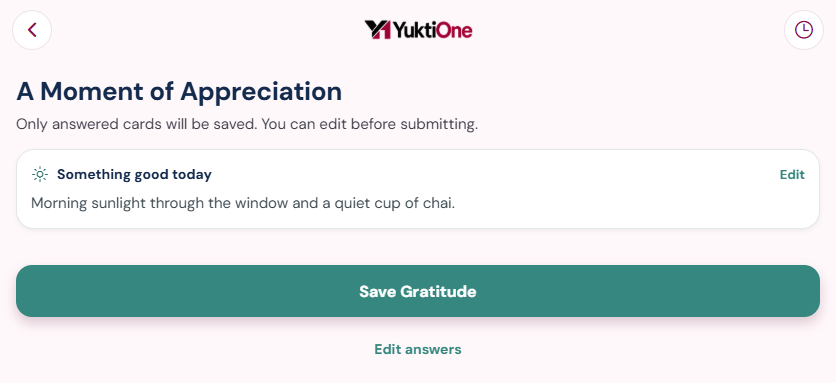 YuktiOne
A Moment of Appreciation
Only answered cards will be saved. You can edit before submitting.
Something good today
Edit
Morning sunlight through the window and a quiet cup of chai.
Save Gratitude
Edit answers